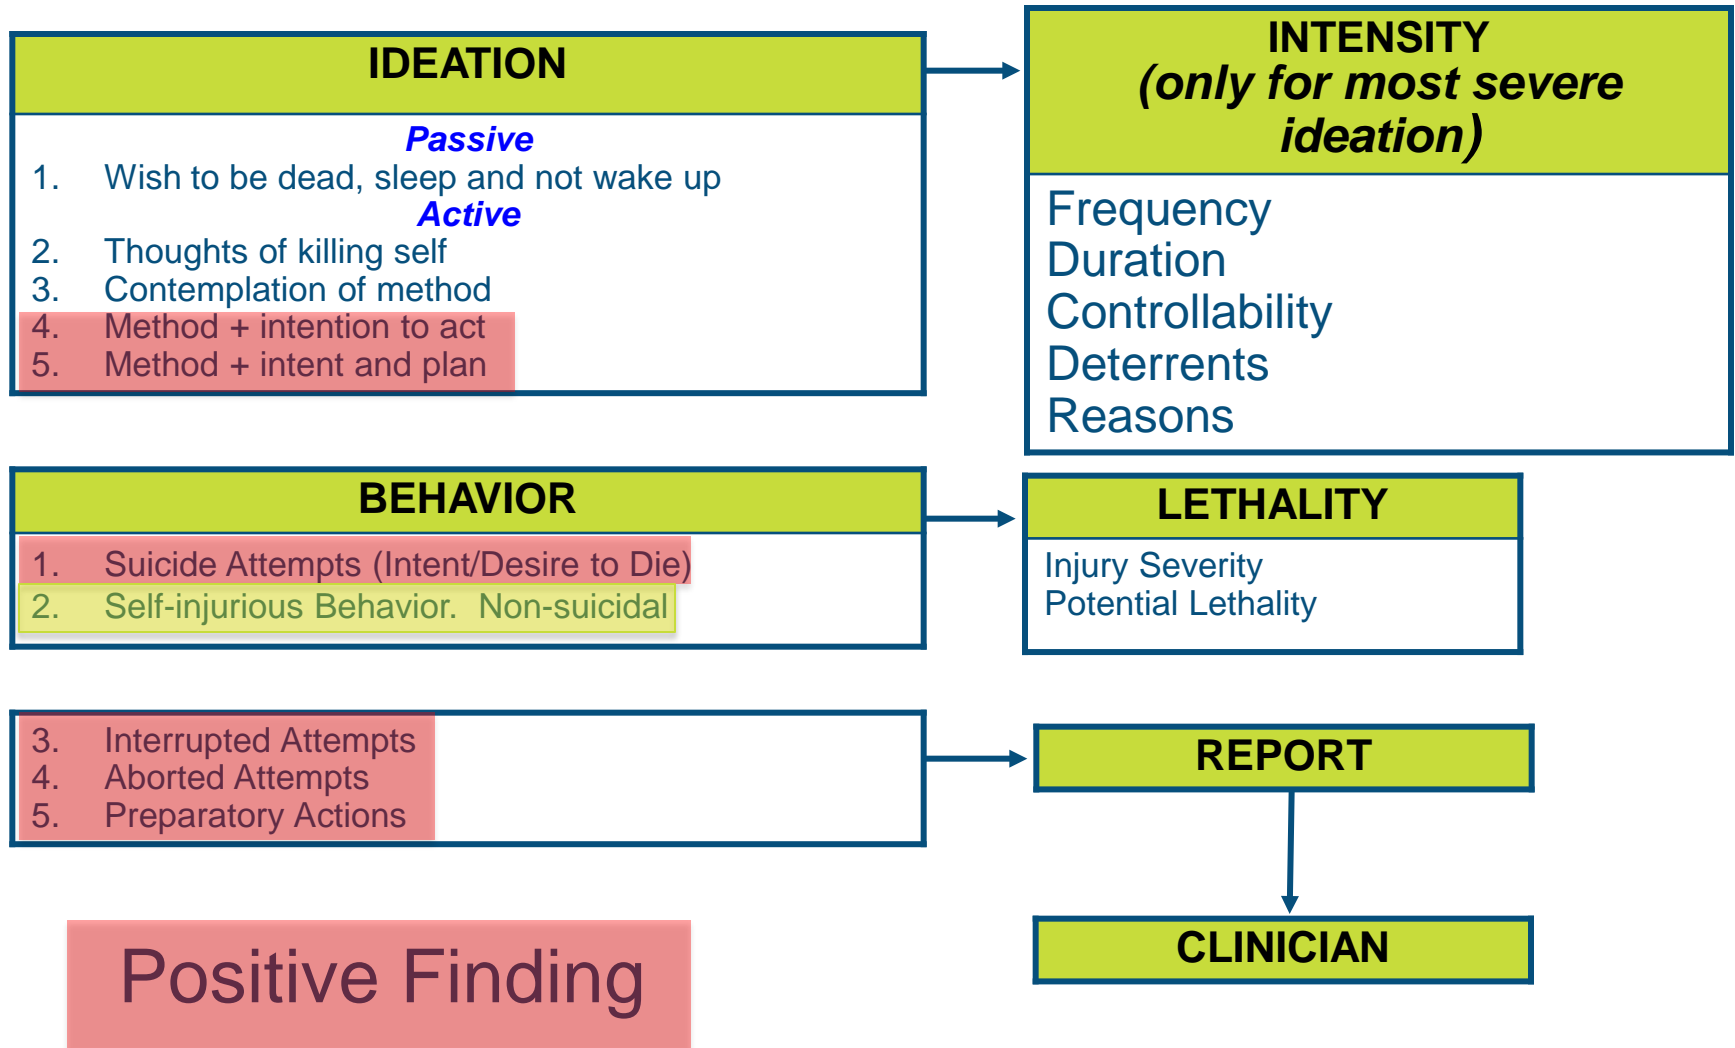 IDEATION
Passive
1. Wish to be dead, sleep and not wake up
Active
2. Thoughts of killing self
3. Contemplation of method
4. Method + intention to act
5. Method + intent and plan
INTENSITY
(only for most severe
ideation)
Frequency
Duration
Controllability
Deterrents
Reasons
BEHAVIOR
1. Suicide Attempts (Intent/Desire to Die)
2. Self-injurious Behavior.  Non-suicidal
LETHALITY
Injury Severity
Potential Lethality
3. Interrupted Attempts
4. Aborted Attempts
5. Preparatory Actions
REPORT
CLINICIAN
Positive Finding